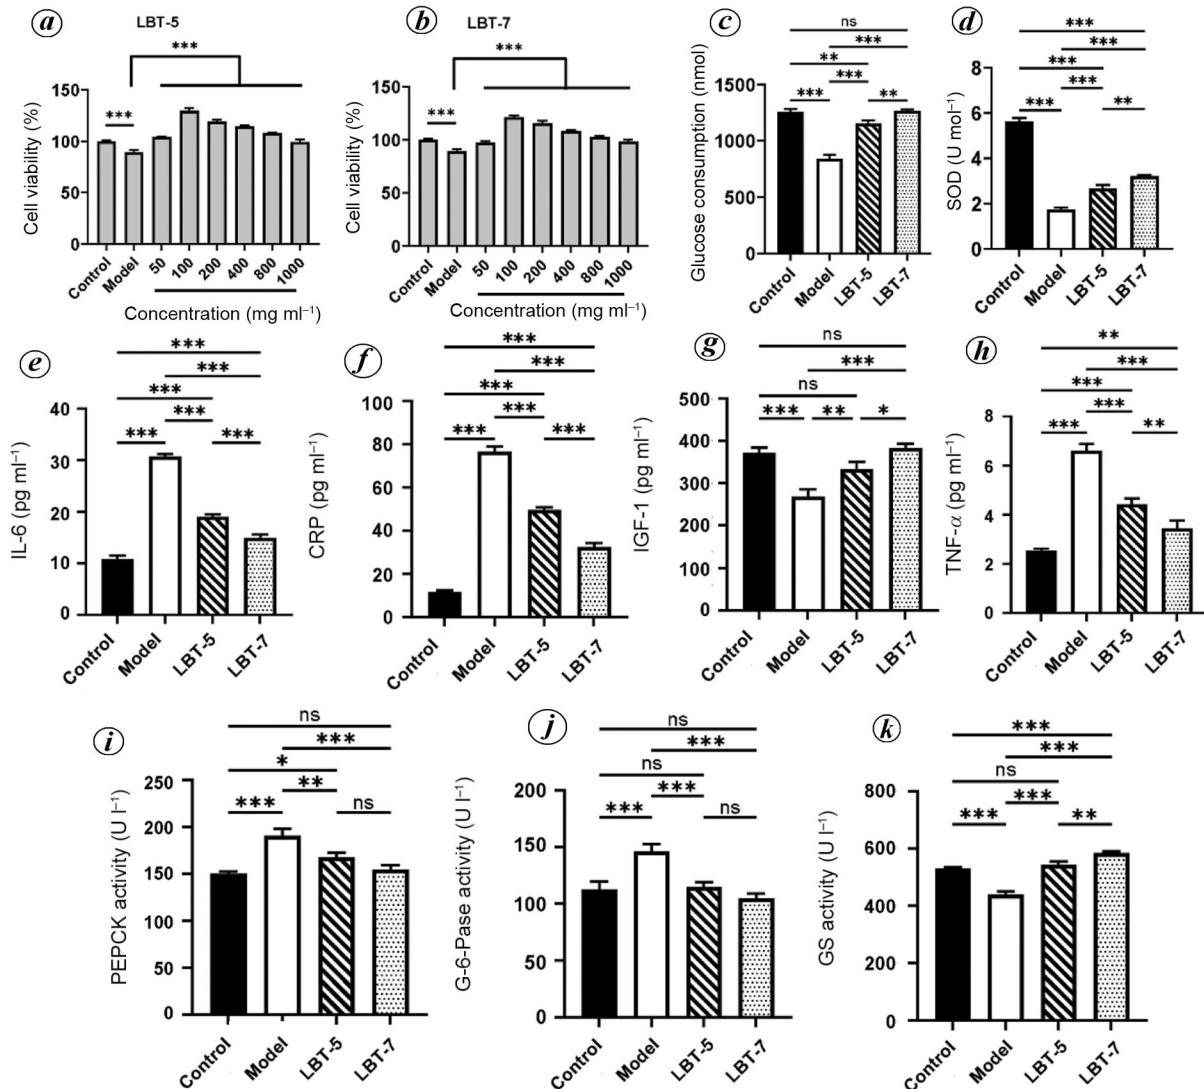 a
LBT-5
***
***
Cell viability (%)
150
100
50
0
Control
Model
50
100
200
400
800
1000
Concentration (mg ml⁻¹)
b
LBT-7
***
***
Cell viability (%)
150
100
50
0
Control
Model
50
100
200
400
800
1000
Concentration (mg ml⁻¹)
c
ns
***
**
***
***
**
Glucose consumption (nmol)
1500
1000
500
0
Control
Model
LBT-5
LBT-7
d
***
***
***
***
***
**
SOD (U mol⁻¹)
8
6
4
2
0
Control
Model
LBT-5
LBT-7
e
***
***
***
***
***
***
IL-6 (pg ml⁻¹)
40
30
20
10
0
Control
Model
LBT-5
LBT-7
f
***
***
***
***
***
***
CRP (pg ml⁻¹)
100
80
60
40
20
0
Control
Model
LBT-5
LBT-7
g
ns
***
ns
***
**
*
IGF-1 (pg ml⁻¹)
500
400
300
200
100
0
Control
Model
LBT-5
LBT-7
h
**
***
***
***
***
**
TNF-α (pg ml⁻¹)
8
6
4
2
0
Control
Model
LBT-5
LBT-7
i
ns
***
*
**
***
ns
PEPCK activity (U l⁻¹)
250
200
150
100
50
0
Control
Model
LBT-5
LBT-7
j
ns
***
ns
***
***
ns
G-6-Pase activity (U l⁻¹)
200
150
100
50
0
Control
Model
LBT-5
LBT-7
k
***
***
ns
***
***
**
GS activity (U l⁻¹)
800
600
400
200
0
Control
Model
LBT-5
LBT-7